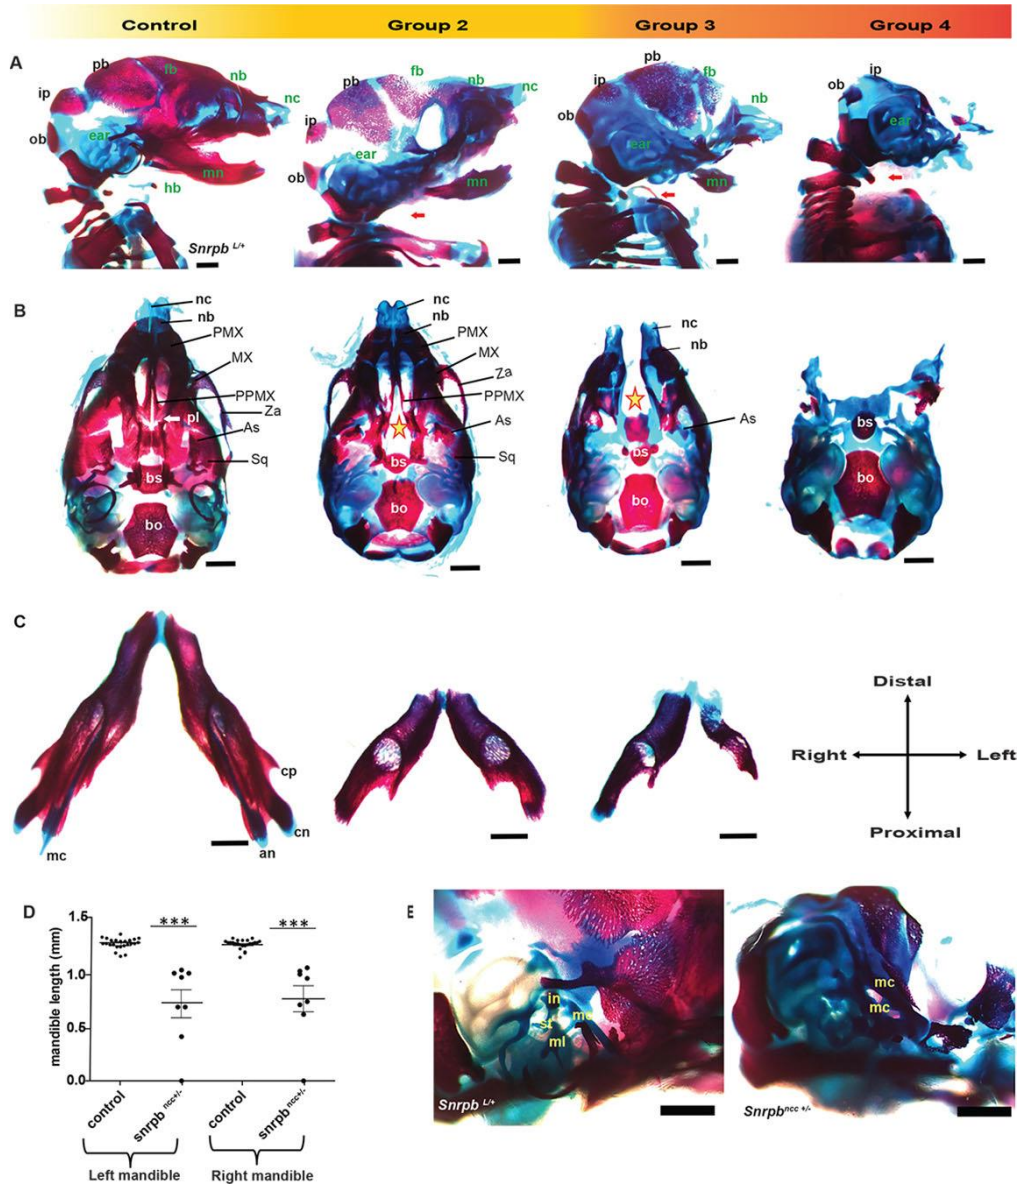 Control Group 2 Group 3 Group 4
A
pb fb nb nc ip ob ear mn hb
Snrpb L/+
pb fb nb nc ip ear ob mn
pb ip fb nb ob ear mn
ip ob ear
B
nc
nb
PMX
MX
PPMX
Za
pl
As
Sq
bs
bo
nc
nb
PMX
MX
Za
PPMX
As
Sq
bs
bo
nc
nb
As
bs
bo
bs
bo
C
cp
cn
an
mc
Distal
Right Left
Proximal
D
mandible length (mm)
1.5
1.0
0.5
0.0
*** ***
control
snrpb ncc+/-
control
snrpb ncc+/-
Left mandible Right mandible
E
in
st
ml
Snrpb L/+
mc
mc
Snrpb ncc +/-